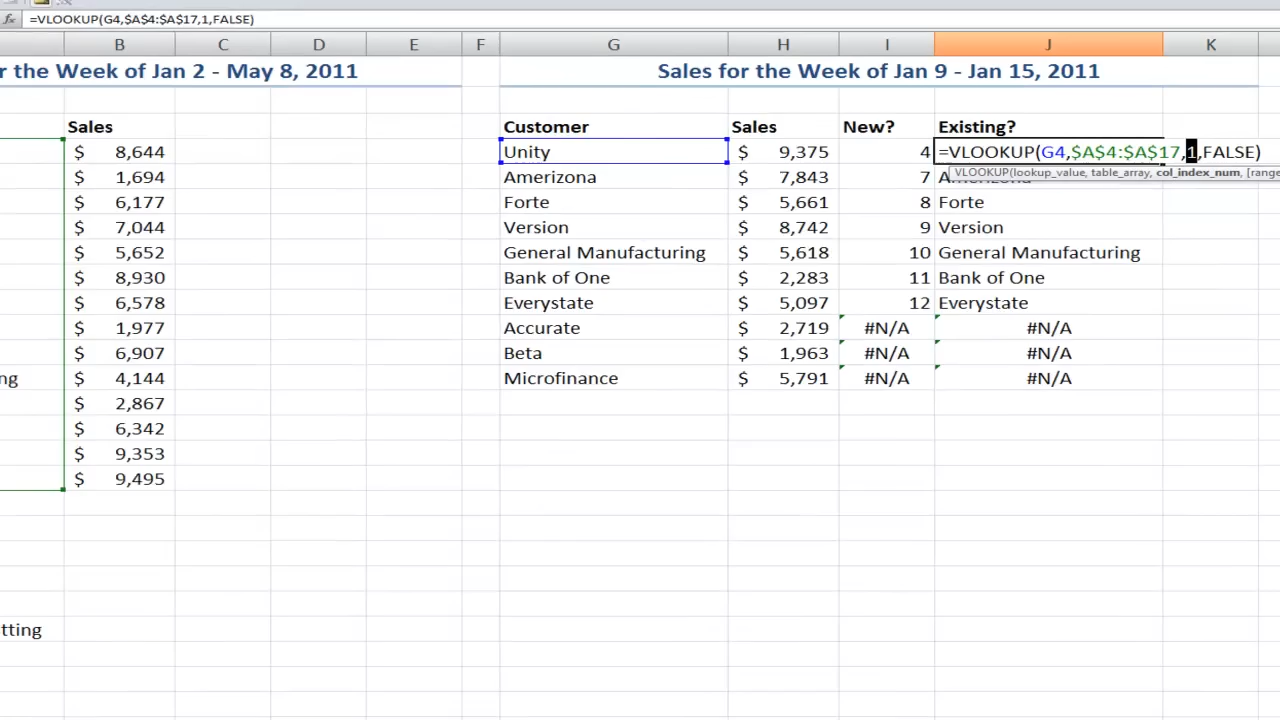 fx =VLOOKUP(G4,$A$4:$A$17,1,FALSE)
B C D E F G H I J K
r the Week of Jan 2 - May 8, 2011 Sales for the Week of Jan 9 - Jan 15, 2011
Sales Customer Sales New? Existing?
$ 8,644 Unity $ 9,375 4 =VLOOKUP(G4,$A$4:$A$17,1,FALSE)
VLOOKUP(lookup_value, table_array, col_index_num, [range
$ 1,694 Amerizona $ 7,843 7 Amerizona
$ 6,177 Forte $ 5,661 8 Forte
$ 7,044 Version $ 8,742 9 Version
$ 5,652 General Manufacturing $ 5,618 10 General Manufacturing
$ 8,930 Bank of One $ 2,283 11 Bank of One
$ 6,578 Everystate $ 5,097 12 Everystate
$ 1,977 Accurate $ 2,719 #N/A #N/A
$ 6,907 Beta $ 1,963 #N/A #N/A
ng $ 4,144 Microfinance $ 5,791 #N/A #N/A
$ 2,867
$ 6,342
$ 9,353
$ 9,495
tting